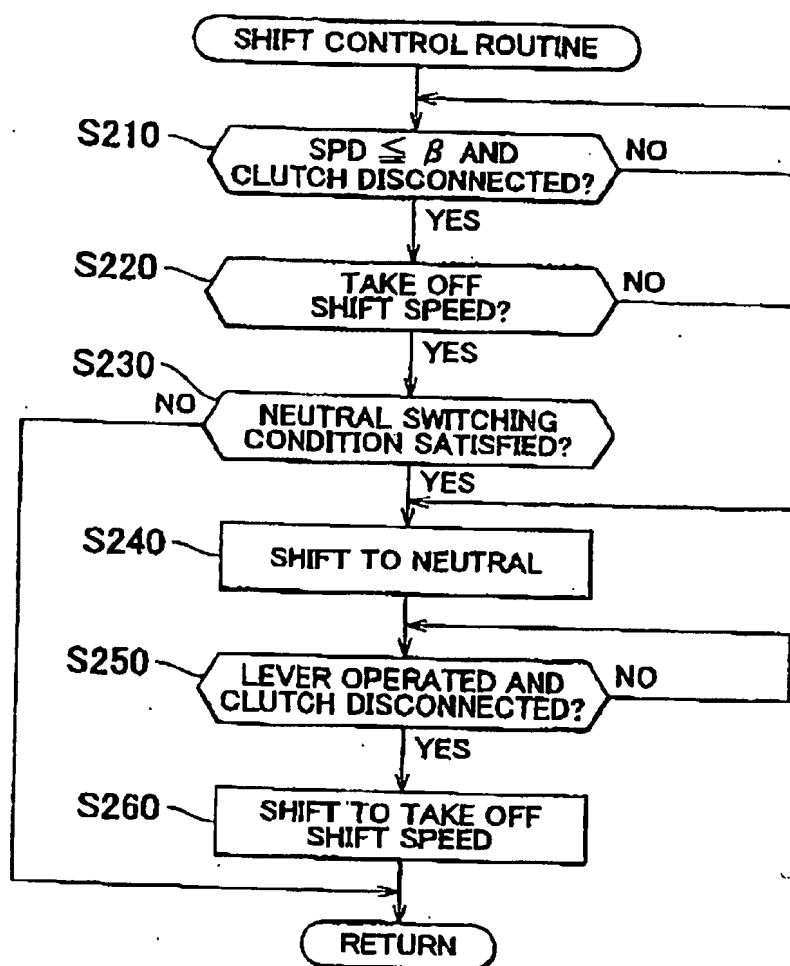 SHIFT CONTROL ROUTINE
S210
SPD ≦ β AND
CLUTCH DISCONNECTED?
NO
YES
S220
TAKE OFF
SHIFT SPEED?
NO
YES
S230
NO
NEUTRAL SWITCHING
CONDITION SATISFIED?
YES
S240
SHIFT TO NEUTRAL
S250
LEVER OPERATED AND
CLUTCH DISCONNECTED?
NO
YES
S260
SHIFT TO TAKE OFF
SHIFT SPEED
RETURN